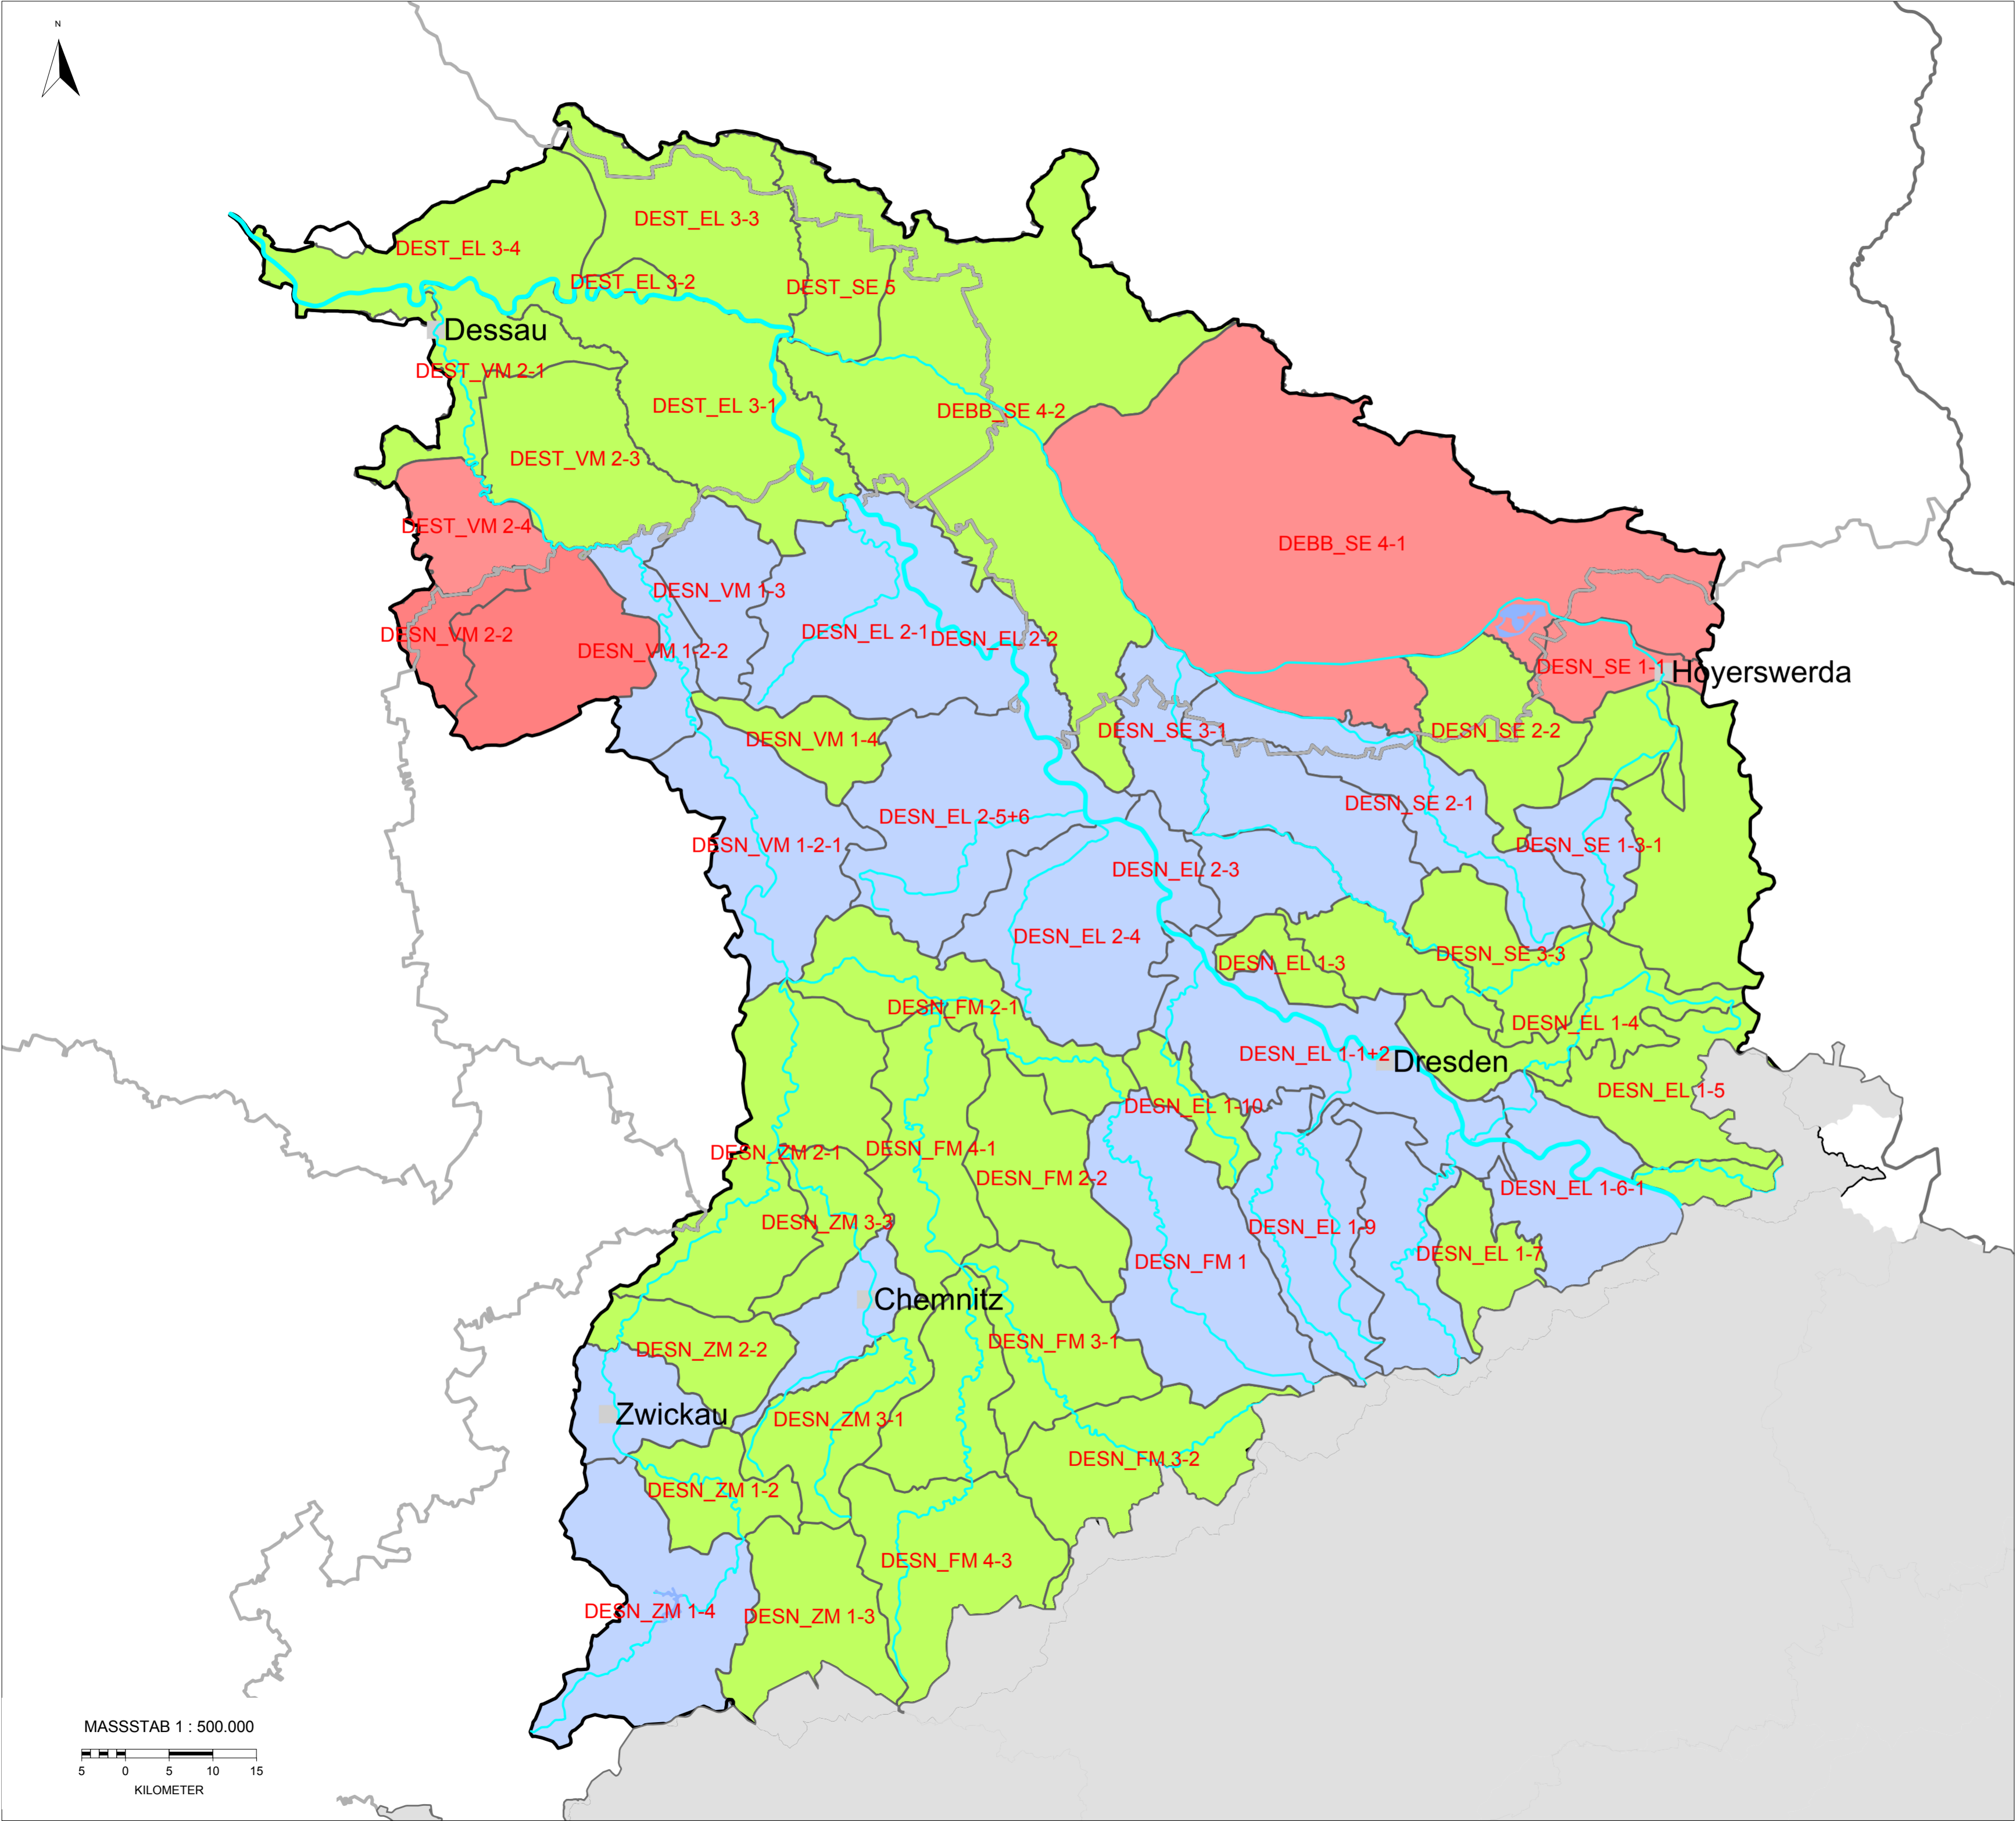 N
DEST_EL 3-3
DEST_EL 3-4
DEST_EL 3-2
DEST_SE 5
Dessau
DEST_VM 2-1
DEST_EL 3-1
DEBB_SE 4-2
DEST_VM 2-3
DEST_VM 2-4
DEBB_SE 4-1
DESN_VM 1-3
DESN_VM 2-2
DESN_EL 2-1
DESN_EL 2-2
DESN_VM 1-2-2
DESN_SE 1-1
Hoyerswerda
DESN_VM 1-4
DESN_SE 3-1
DESN_SE 2-2
DESN_EL 2-5+6
DESN_SE 2-1
DESN_VM 1-2-1
DESN_SE 1-3-1
DESN_EL 2-3
DESN_EL 2-4
DESN_SE 3-3
DESN_EL 1-3
DESN_FM 2-1
DESN_EL 1-4
DESN_EL 1-1+2
Dresden
DESN_EL 1-5
DESN_EL 1-10
DESN_ZM 2-1
DESN_FM 4-1
DESN_FM 2-2
DESN_EL 1-6-1
DESN_ZM 3-3
DESN_EL 1-9
DESN_EL 1-7
DESN_FM 1
Chemnitz
DESN_FM 3-1
DESN_ZM 2-2
Zwickau
DESN_ZM 3-1
DESN_FM 3-2
DESN_ZM 1-2
DESN_FM 4-3
DESN_ZM 1-4
DESN_ZM 1-3
MASSSTAB 1 : 500.000
5 0 5 10 15
KILOMETER